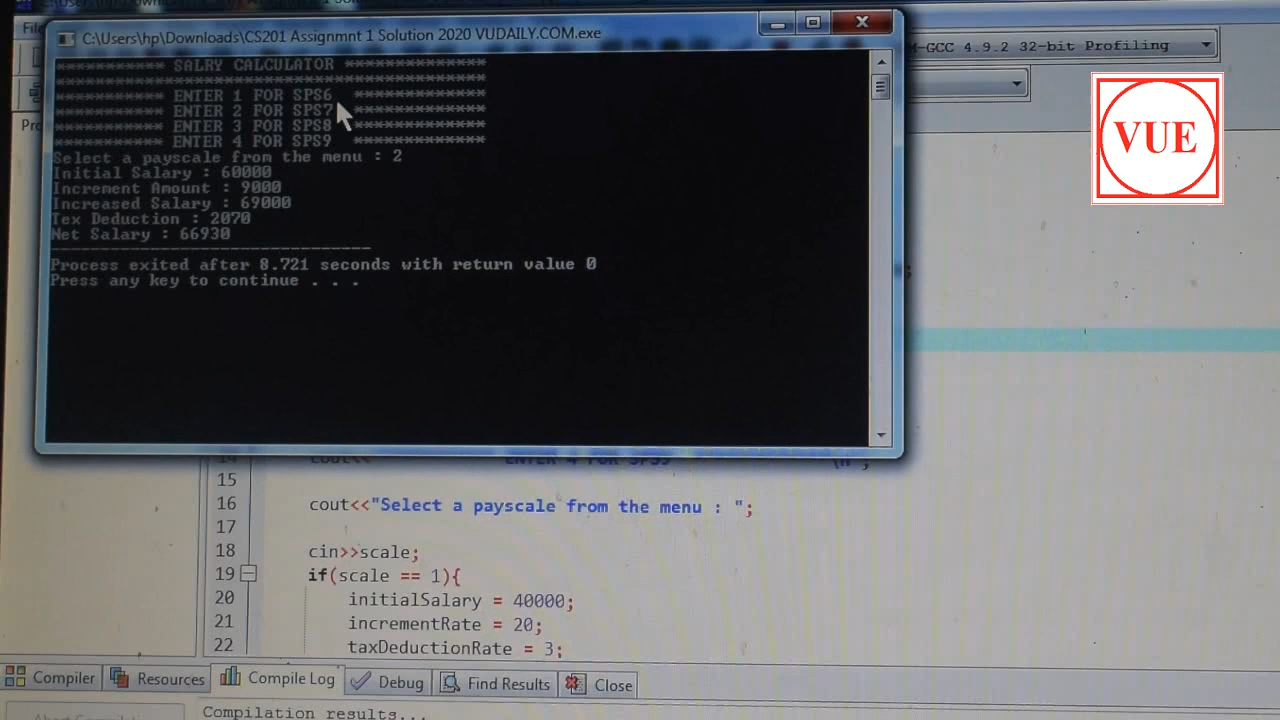 C:\Users\hp\Downloads\CS201 Assignmnt 1 Solution 2020 VUDAILY.COM.exe
-GCC 4.9.2 32-bit Profiling
*********** SALRY CALCULATOR **************
*******************************************
*********** ENTER 1 FOR SPS6 **************
*********** ENTER 2 FOR SPS7 **************
*********** ENTER 3 FOR SPS8 **************
*********** ENTER 4 FOR SPS9 **************
Select a payscale from the menu : 2
Initial Salary : 60000
Increment Amount : 9000
Increased Salary : 69000
Tex Deduction : 2070
Net Salary : 66930
--------------------------------
Process exited after 8.721 seconds with return value 0
Press any key to continue . . .
VUE
15
16 cout<<"Select a payscale from the menu : ";
17
18 cin>>scale;
19 if(scale == 1){
20 initialSalary = 40000;
21 incrementRate = 20;
22 taxDeductionRate = 3;
Compiler Resources Compile Log Debug Find Results Close
Compilation results...